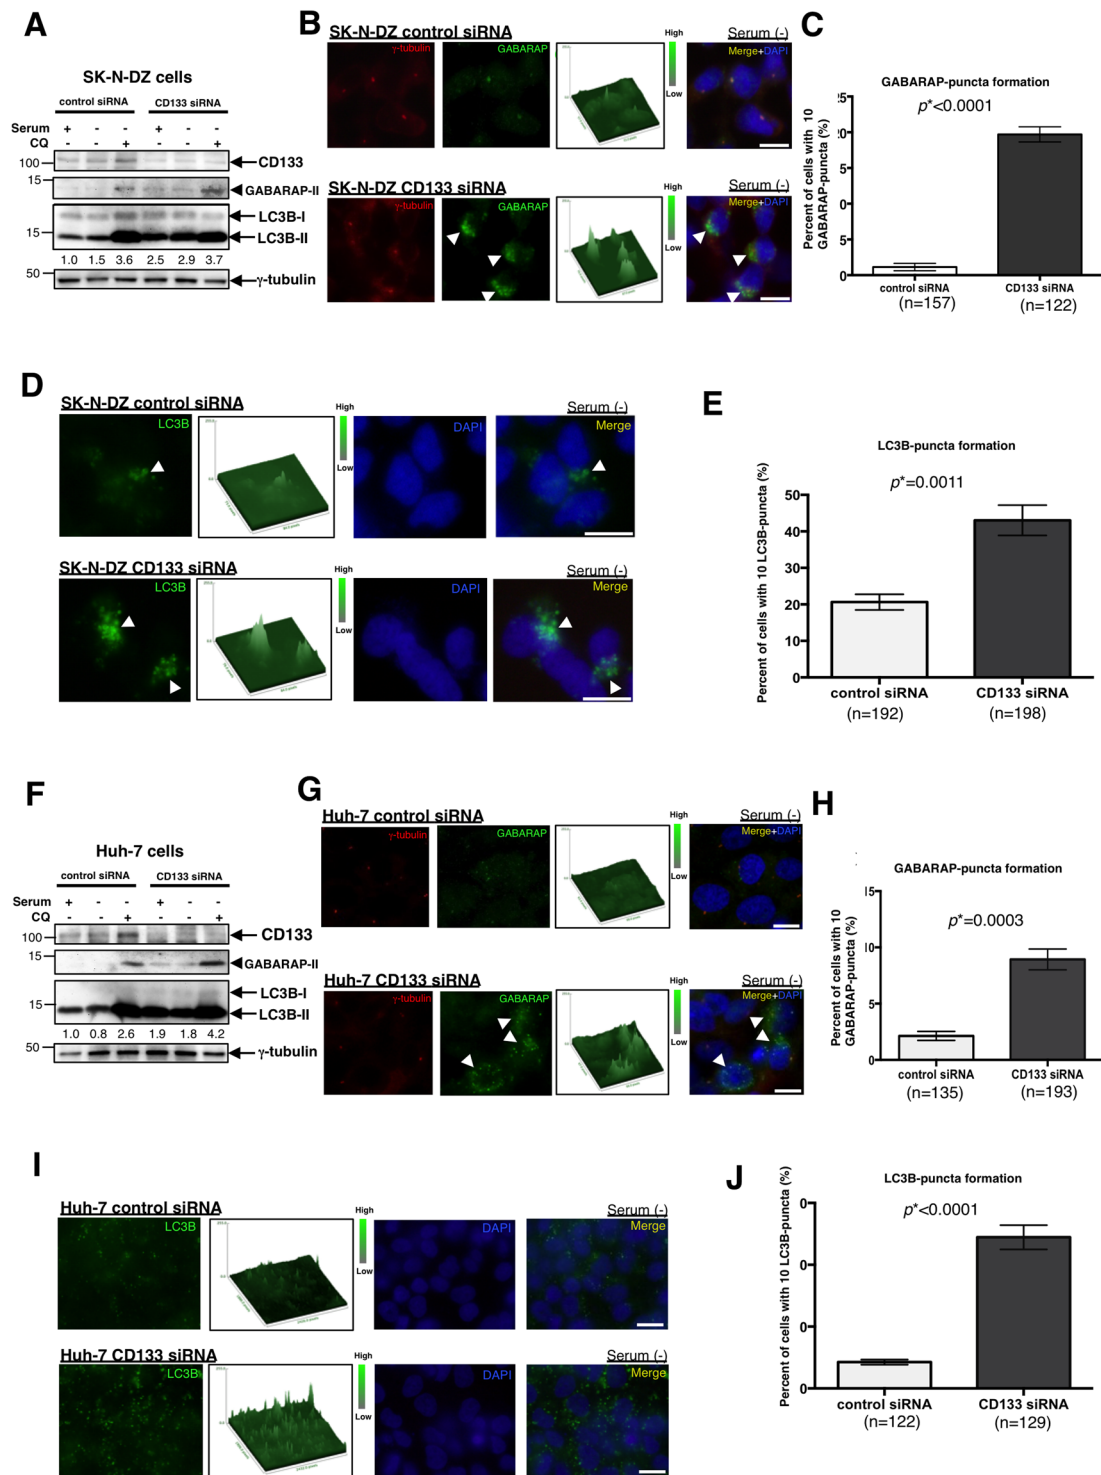 A
SK-N-DZ cells
control siRNA CD133 siRNA
Serum + - - + - -
CQ - - + - - +
100 CD133
15 GABARAP-II
LC3B-I
15 LC3B-II
1.0 1.5 3.6 2.5 2.9 3.7
50 γ-tubulin
B
SK-N-DZ control siRNA
Serum (-)
γ-tubulin GABARAP High Low Merge+DAPI
SK-N-DZ CD133 siRNA
Serum (-)
γ-tubulin GABARAP High Low Merge+DAPI
C
GABARAP-puncta formation
p*<0.0001
Percent of cells with 10
GABARAP-puncta (%)
25
20
5
0
5
0
control siRNA CD133 siRNA
(n=157) (n=122)
D
SK-N-DZ control siRNA
Serum (-)
LC3B High Low DAPI Merge
SK-N-DZ CD133 siRNA
Serum (-)
LC3B High Low DAPI Merge
E
LC3B-puncta formation
p*=0.0011
Percent of cells with 10 LC3B-puncta (%)
50
40
30
20
10
0
control siRNA CD133 siRNA
(n=192) (n=198)
F
Huh-7 cells
control siRNA CD133 siRNA
Serum + - - + - -
CQ - - + - - +
100 CD133
15 GABARAP-II
LC3B-I
15 LC3B-II
1.0 0.8 2.6 1.9 1.8 4.2
50 γ-tubulin
G
Huh-7 control siRNA
Serum (-)
γ-tubulin GABARAP High Low Merge+DAPI
Huh-7 CD133 siRNA
Serum (-)
γ-tubulin GABARAP High Low Merge+DAPI
H
GABARAP-puncta formation
p*=0.0003
Percent of cells with 10
GABARAP-puncta (%)
15
10
5
0
control siRNA CD133 siRNA
(n=135) (n=193)
I
Huh-7 control siRNA
Serum (-)
LC3B High Low DAPI Merge
Huh-7 CD133 siRNA
Serum (-)
LC3B High Low DAPI Merge
J
LC3B-puncta formation
p*<0.0001
Percent of cells with 10 LC3B-puncta (%)
0
0
0
0
control siRNA CD133 siRNA
(n=122) (n=129)